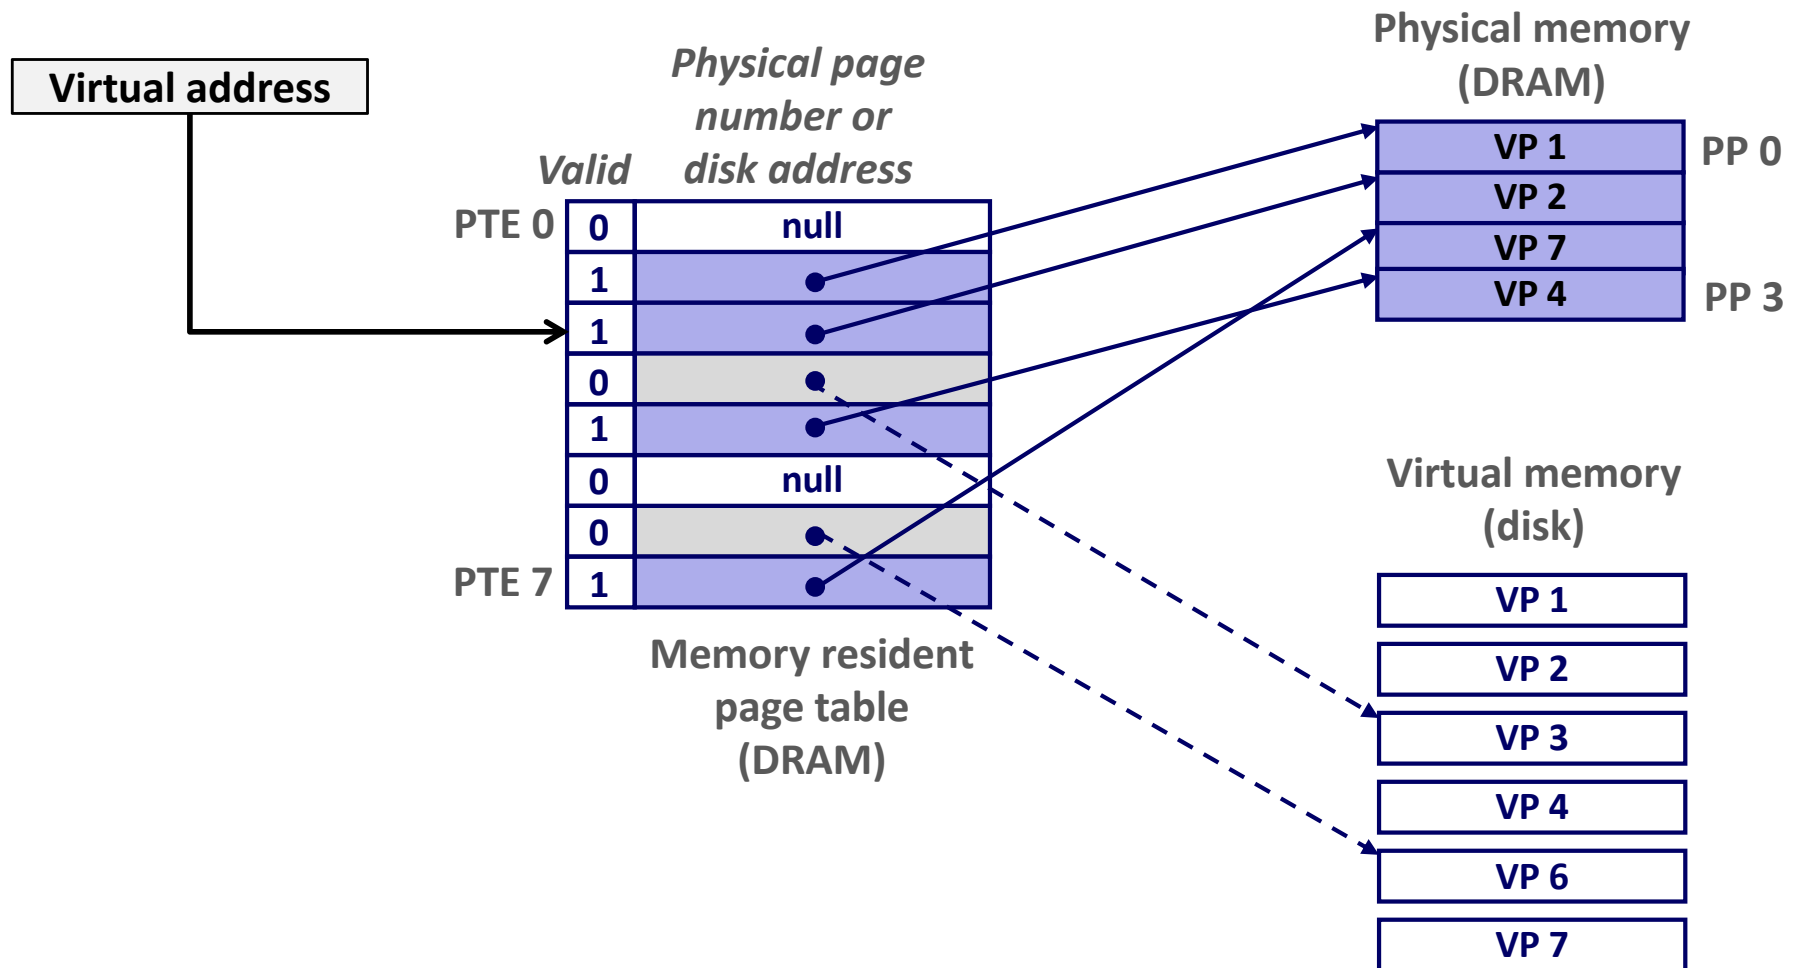 Virtual address
Physical page
number or
disk address
Valid
PTE 0
0
null
1
1
0
1
0
null
0
PTE 7
1
Memory resident
page table
(DRAM)
Physical memory
(DRAM)
VP 1
PP 0
VP 2
VP 7
VP 4
PP 3
Virtual memory
(disk)
VP 1
VP 2
VP 3
VP 4
VP 6
VP 7